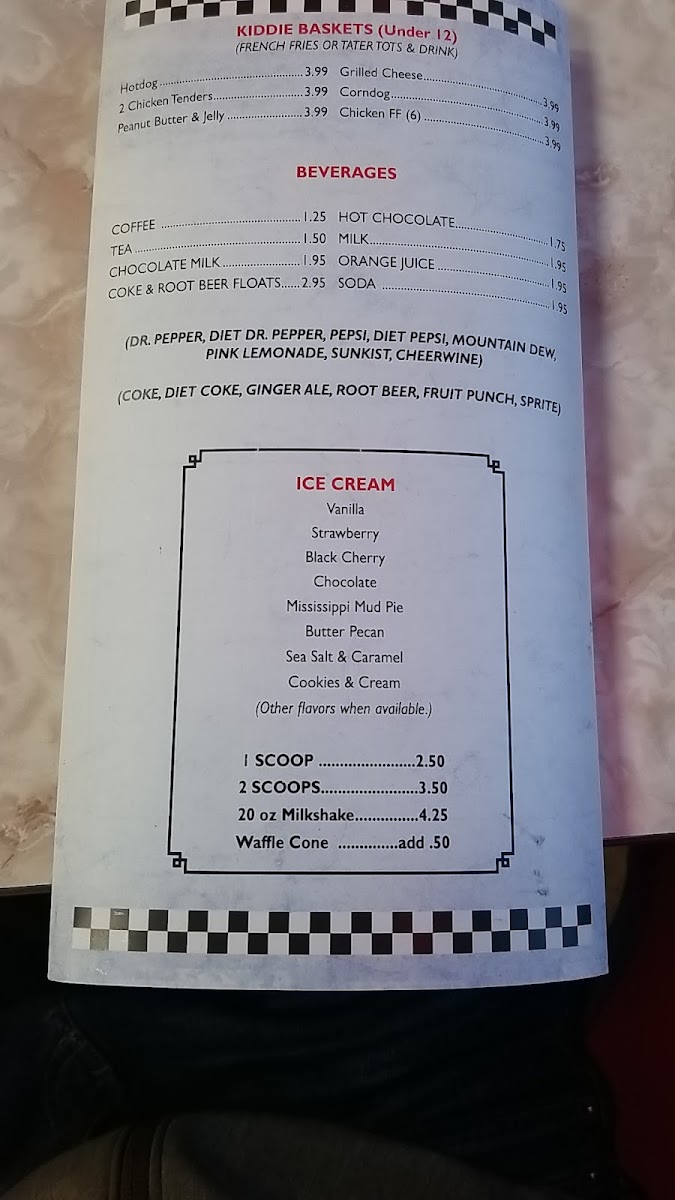 KIDDIE BASKETS (Under 12)
(FRENCH FRIES OR TATER TOTS & DRINK)
Hotdog ..........3.99 Grilled Cheese..........3.99
2 Chicken Tenders..........3.99 Corndog..........3.99
Peanut Butter & Jelly ..........3.99 Chicken FF (6) ..........3.99
BEVERAGES
COFFEE ..........1.25 HOT CHOCOLATE..........1.75
TEA ..........1.50 MILK..........1.95
CHOCOLATE MILK ..........1.95 ORANGE JUICE ..........1.95
COKE & ROOT BEER FLOATS......2.95 SODA ..........1.95
(DR. PEPPER, DIET DR. PEPPER, PEPSI, DIET PEPSI, MOUNTAIN DEW,
PINK LEMONADE, SUNKIST, CHEERWINE)
(COKE, DIET COKE, GINGER ALE, ROOT BEER, FRUIT PUNCH, SPRITE)
ICE CREAM
Vanilla
Strawberry
Black Cherry
Chocolate
Mississippi Mud Pie
Butter Pecan
Sea Salt & Caramel
Cookies & Cream
(Other flavors when available.)
1 SCOOP .......................2.50
2 SCOOPS.......................3.50
20 oz Milkshake...............4.25
Waffle Cone ..............add .50